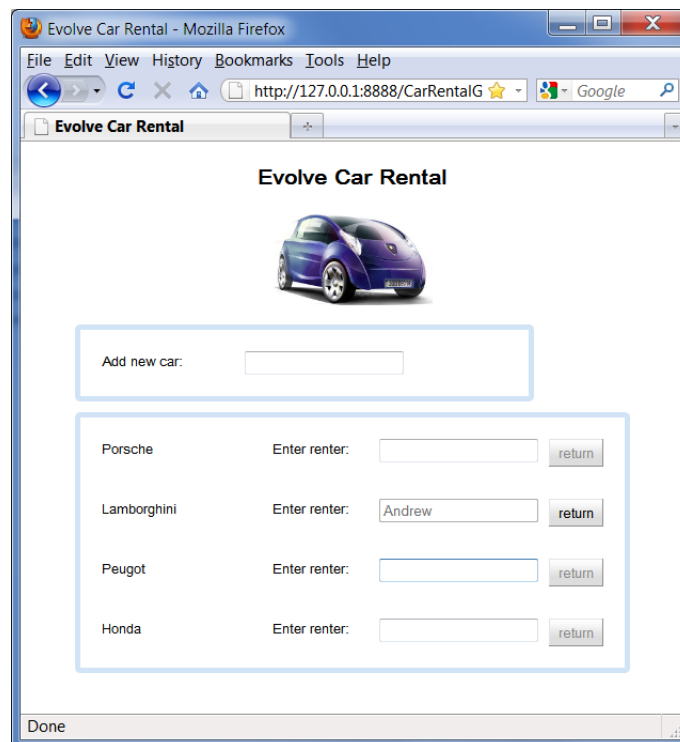 Evolve Car Rental - Mozilla Firefox
File Edit View History Bookmarks Tools Help
http://127.0.0.1:8888/CarRentalG Google
Evolve Car Rental
Evolve Car Rental
Add new car:
Porsche Enter renter: return
Lamborghini Enter renter: Andrew return
Peugot Enter renter: return
Honda Enter renter: return
Done